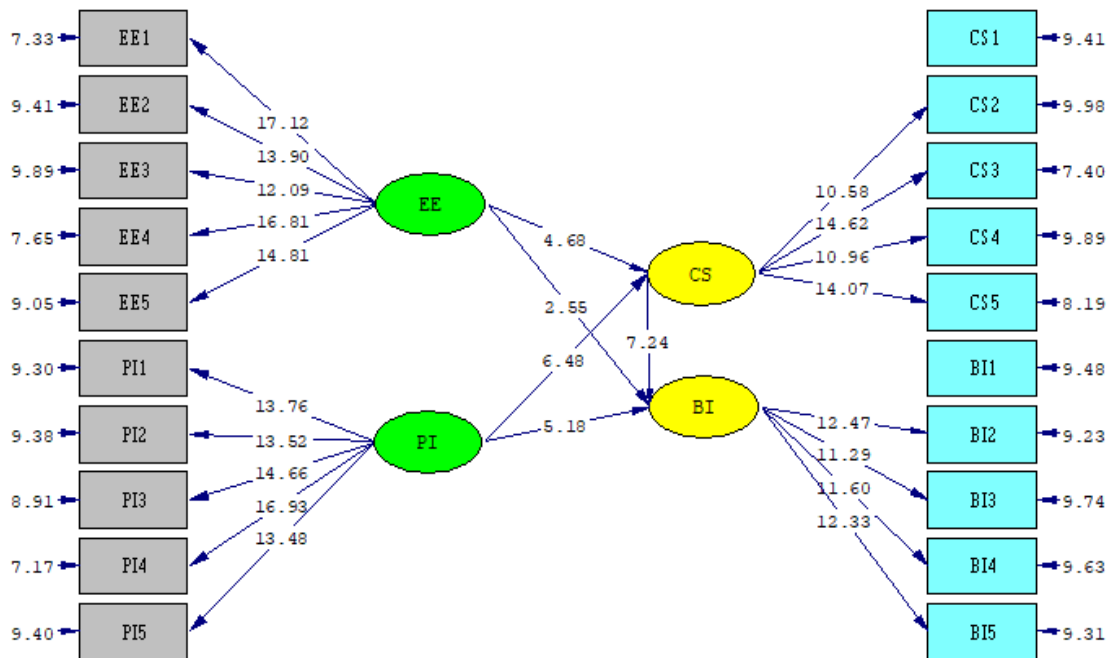 7.33 EE1
9.41 EE2
9.89 EE3
7.65 EE4
9.05 EE5
9.30 PI1
9.38 PI2
8.91 PI3
7.17 PI4
9.40 PI5
17.12
13.90
12.09
16.81
14.81
13.76
13.52
14.66
16.93
13.48
EE
PI
4.68
2.55
6.48
5.18
7.24
CS
BI
10.58
14.62
10.96
14.07
12.47
11.29
11.60
12.33
CS1 9.41
CS2 9.98
CS3 7.40
CS4 9.89
CS5 8.19
BI1 9.48
BI2 9.23
BI3 9.74
BI4 9.63
BI5 9.31